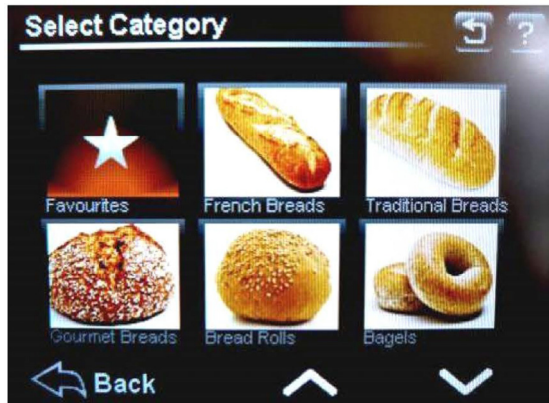 Select Category
?
Favourites French Breads Traditional Breads
Gourmet Breads Bread Rolls Bagels
Back